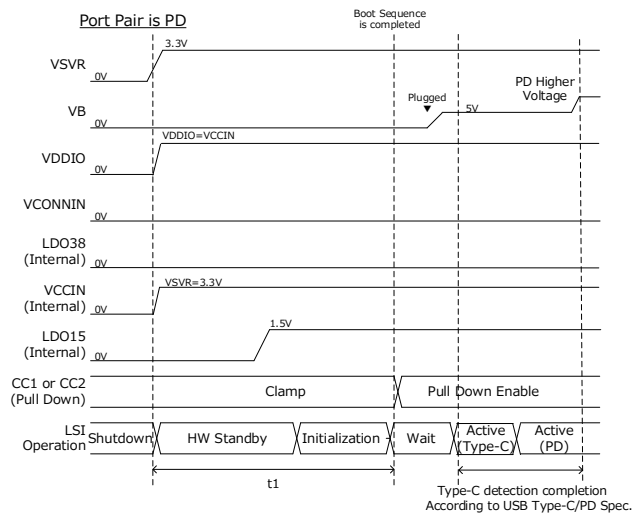 Port Pair is PD
Boot Sequence
is completed
3.3V
VSVR
0V
PD Higher
Voltage
Plugged
5V
VB
0V
VDDIO=VCCIN
VDDIO
0V
VCONNIN
0V
LDO38
(Internal)
0V
VSVR=3.3V
VCCIN
(Internal)
0V
1.5V
LDO15
(Internal)
0V
CC1 or CC2
(Pull Down)
Clamp
Pull Down Enable
LSI
Operation
Shutdown
HW Standby
Initialization
Wait
Active
(Type-C)
Active
(PD)
t1
Type-C detection completion
According to USB Type-C/PD Spec.